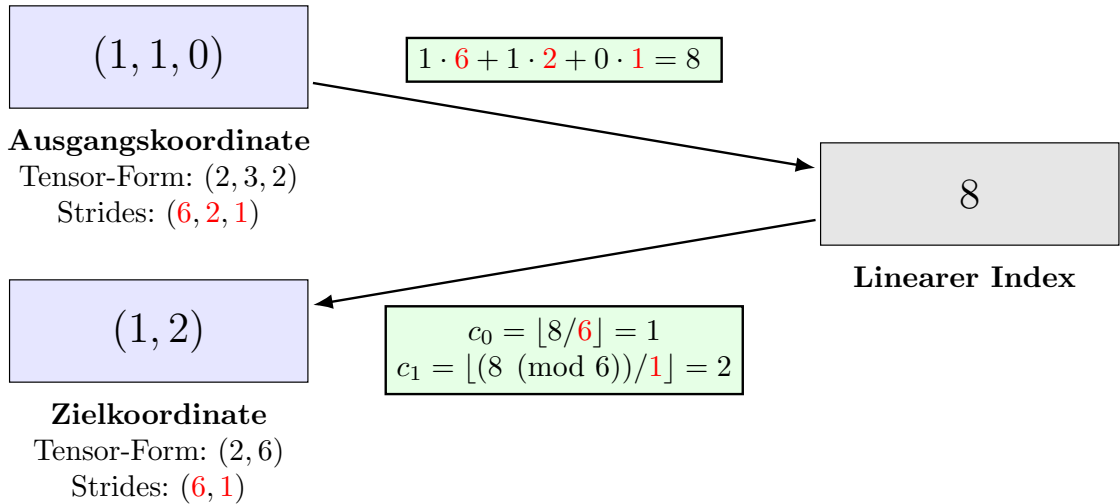 (1, 1, 0)
1 · 6 + 1 · 2 + 0 · 1 = 8
Ausgangskoordinate
Tensor-Form: (2, 3, 2)
Strides: (6, 2, 1)
8
Linearer Index
(1, 2)
c₀ = ⌊8/6⌋ = 1
c₁ = ⌊(8 (mod 6))/1⌋ = 2
Zielkoordinate
Tensor-Form: (2, 6)
Strides: (6, 1)